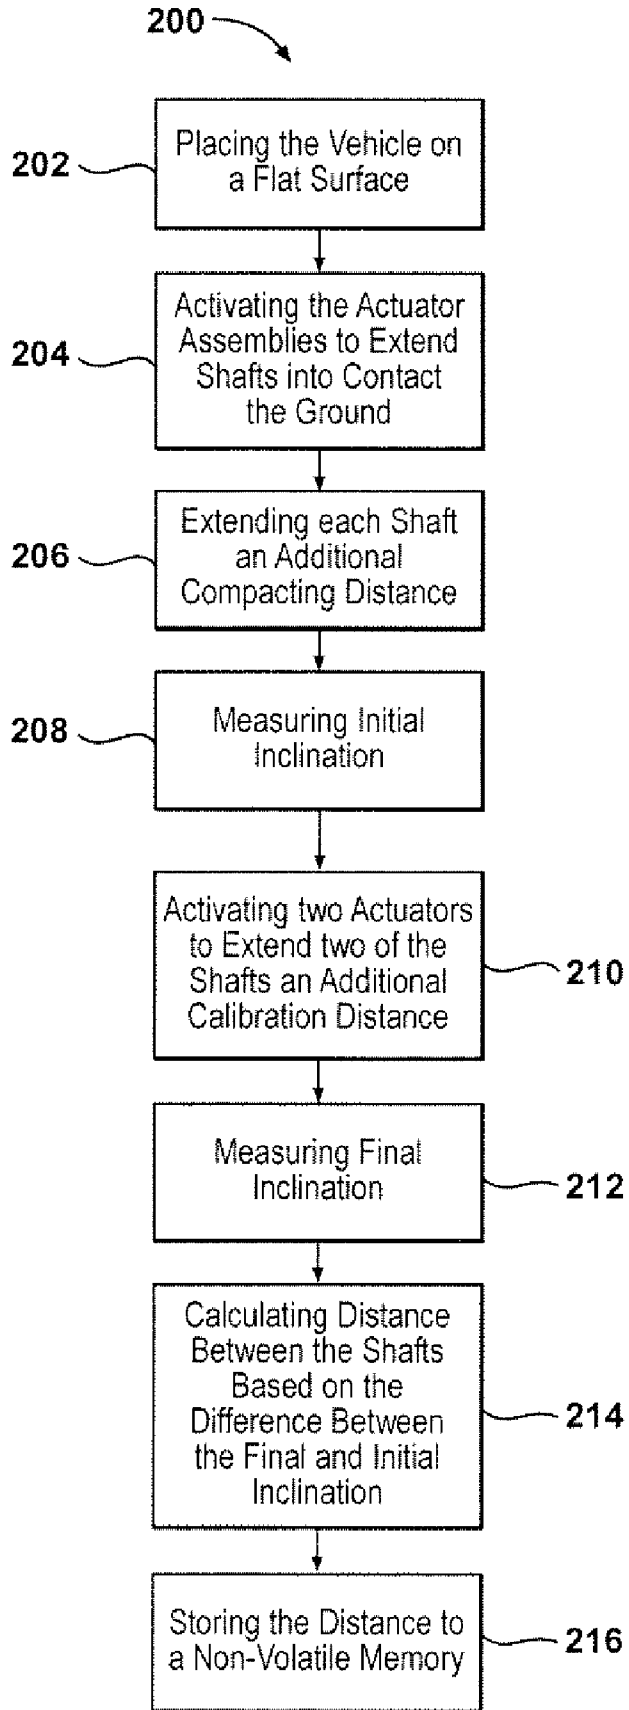 200
202
Placing the Vehicle on
a Flat Surface
204
Activating the Actuator
Assemblies to Extend
Shafts into Contact
the Ground
206
Extending each Shaft
an Additional
Compacting Distance
208
Measuring Initial
Inclination
Activating two Actuators
to Extend two of the
Shafts an Additional
Calibration Distance
210
Measuring Final
Inclination
212
Calculating Distance
Between the Shafts
Based on the
Difference Between
the Final and Initial
Inclination
214
Storing the Distance to
a Non-Volatile Memory
216